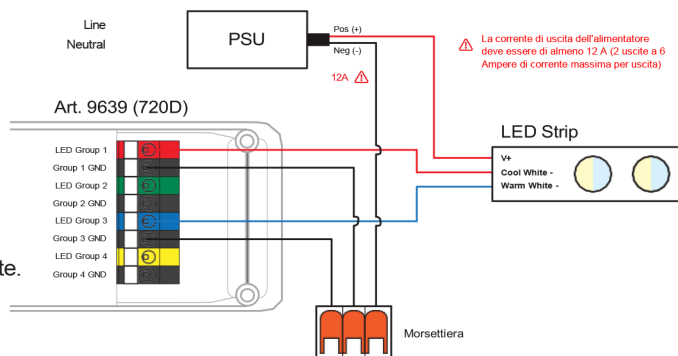 Line
Neutral
PSU
Pos (+)
Neg (-)
12A
La corrente di uscita dell'alimentatore
deve essere di almeno 12 A (2 uscite a 6
Ampere di corrente massima per uscita)
Art. 9639 (720D)
LED Group 1
Group 1 GND
LED Group 2
Group 2 GND
LED Group 3
Group 3 GND
LED Group 4
Group 4 GND
LED Strip
V+
Cool White -
Warm White -
te.
Morsettiera